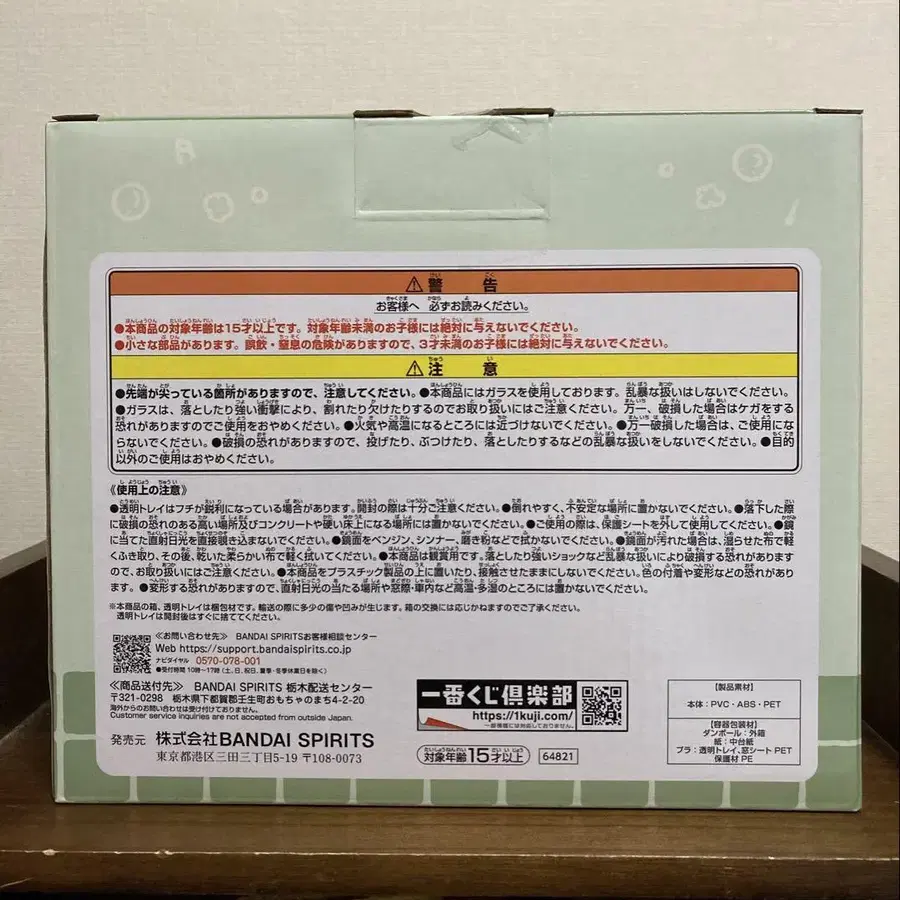 ⚠警告
お客様へ 必ずお読みください。
●本商品の対象年齢は15才以上です。対象年齢未満のお子様には絶対に与えないでください。
●小さな部品があります。誤飲・窒息の危険がありますので、3才未満のお子様には絶対に与えないでください。
⚠注意
●先端が尖っている箇所がありますので、注意してください。●本商品にはガラスを使用しております。乱暴な扱いはしないでください。
●ガラスは、落としたり強い衝撃により、割れたり欠けたりするのでお取り扱いにはご注意ください。万一、破損した場合はケガをする
恐れがありますのでご使用をおやめください。●火気や高温になるところには近づけないでください。●万一破損した場合は、ご使用にな
らないでください。●破損の恐れがありますので、投げたり、ぶつけたり、落としたりするなどの乱暴な扱いをしないでください。●目的
以外のご使用はおやめください。
《使用上の注意》
●透明トレイはフチが鋭利になっている場合があります。開封の際は十分ご注意ください。●倒れやすく、不安定な場所に置かないでください。●落下した際
に破損の恐れのある高い場所及びコンクリートや硬い床上になる場所には置かないでください。●ご使用の際は、保護シートを外して使用してください。●鏡
に当てた直射日光を直接覗き込まないでください。●鏡面をベンジン、シンナー、磨き粉などで拭かないでください。●鏡面が汚れた場合は、湿らせた布で軽
くふき取り、その後、乾いた柔らかい布で軽く拭いてください。●本商品は観賞用です。落としたり強いショックなど乱暴な扱いにより破損する恐れがありますので、
お取り扱いにはご注意ください。●本商品をプラスチック製品の上に置いたり、接触させたままにしないでください。色の付着や変形などの恐れがありま
す。●変形する恐れがありますので、直射日光の当たる場所や窓際・車内など高温・多湿のところには置かないでください。
※本商品の箱、透明トレイは梱包材です。輸送の際に多少の傷や凹みが生じます。箱の交換には応じかねますのでご了承ください。
透明トレイは開封後はすぐに捨ててください。
≪お問い合わせ先≫ BANDAI SPIRITSお客様相談センター
Web https://support.bandaispirits.co.jp
ナビダイヤル 0570-078-001
●受付時間 10時〜17時(土、日、祝日、夏季・冬季休業日を除く)
≪商品送付先≫ BANDAI SPIRITS 栃木配送センター
〒321-0298 栃木県下都賀郡壬生町おもちゃのまち4-2-20
海外からのお問い合わせは受け付けておりません。
Customer service inquiries are not accepted from outside Japan.
発売元 株式会社BANDAI SPIRITS
東京都港区三田三丁目5-19 〒108-0073
一番くじ倶楽部
https://1kuji.com/
一部機種には対応しておりません。
対象年齢15才以上
64821
【製品素材】
本体：PVC・ABS・PET
【容器包装材】
ダンボール：外箱
紙：中台紙
プラ：透明トレイ、窓シート PET
保護材 PE